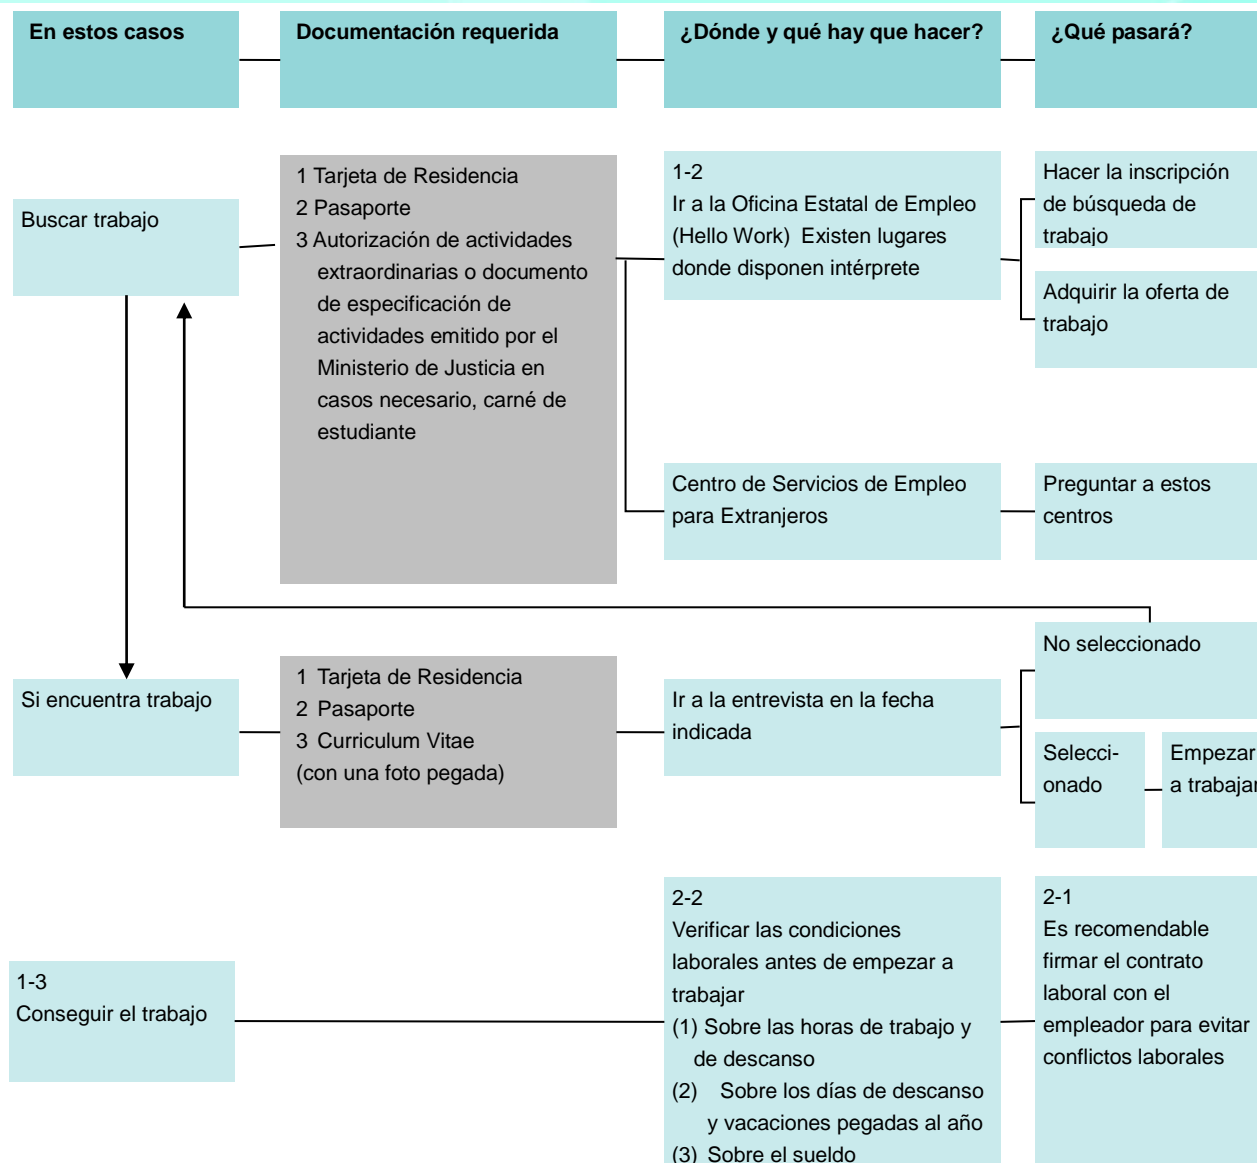 En estos casos
Documentación requerida
¿Dónde y qué hay que hacer?
¿Qué pasará?
Buscar trabajo
1 Tarjeta de Residencia
2 Pasaporte
3 Autorización de actividades
extraordinarias o documento
de especificación de
actividades emitido por el
Ministerio de Justicia en
casos necesario, carné de
estudiante
1-2
Ir a la Oficina Estatal de Empleo
(Hello Work) Existen lugares
donde disponen intérprete
Hacer la inscripción
de búsqueda de
trabajo
Adquirir la oferta de
trabajo
Centro de Servicios de Empleo
para Extranjeros
Preguntar a estos
centros
Si encuentra trabajo
1 Tarjeta de Residencia
2 Pasaporte
3 Curriculum Vitae
(con una foto pegada)
Ir a la entrevista en la fecha
indicada
No seleccionado
Selecci-
onado
Empezar
a trabajar
1-3
Conseguir el trabajo
2-2
Verificar las condiciones
laborales antes de empezar a
trabajar
(1) Sobre las horas de trabajo y
de descanso
(2) Sobre los días de descanso
y vacaciones pegadas al año
(3) Sobre el sueldo
2-1
Es recomendable
firmar el contrato
laboral con el
empleador para evitar
conflictos laborales